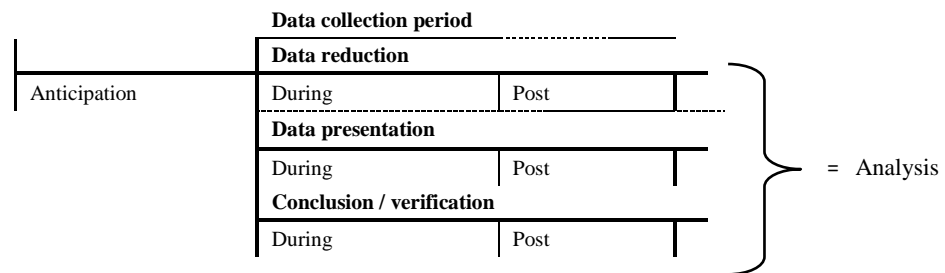 Data collection period
Data reduction
Anticipation During Post
Data presentation
During Post
= Analysis
Conclusion / verification
During Post